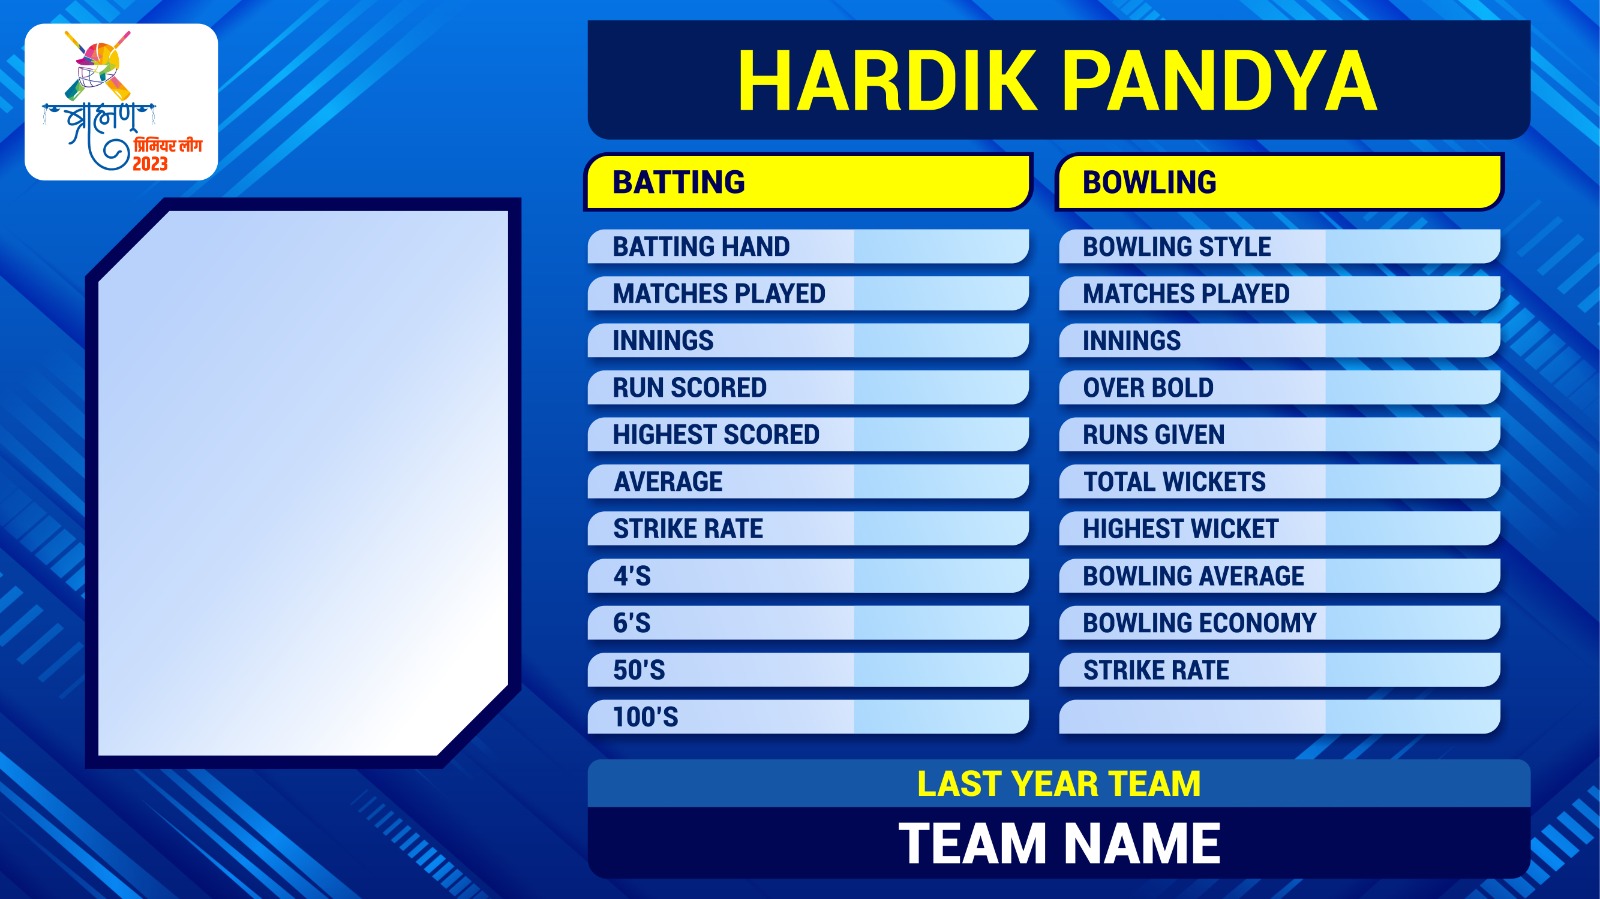 ब्राह्मण
प्रिमियर लीग
2023
HARDIK PANDYA
BATTING
BATTING HAND
MATCHES PLAYED
INNINGS
RUN SCORED
HIGHEST SCORED
AVERAGE
STRIKE RATE
4'S
6'S
50'S
100'S
BOWLING
BOWLING STYLE
MATCHES PLAYED
INNINGS
OVER BOLD
RUNS GIVEN
TOTAL WICKETS
HIGHEST WICKET
BOWLING AVERAGE
BOWLING ECONOMY
STRIKE RATE
LAST YEAR TEAM
TEAM NAME